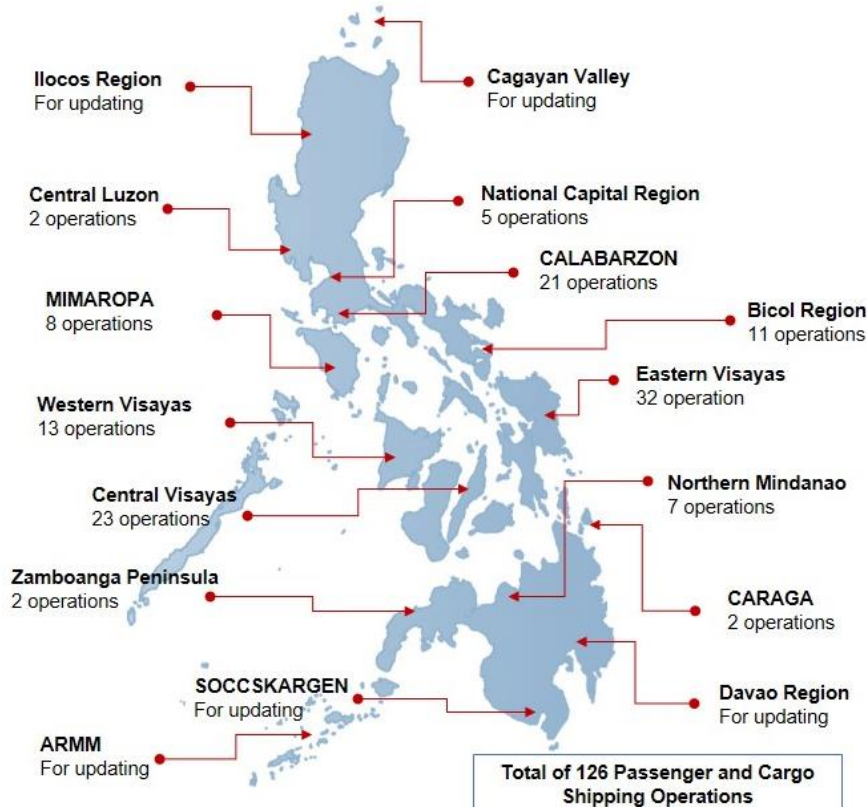 Ilocos Region
For updating
Cagayan Valley
For updating
Central Luzon
2 operations
National Capital Region
5 operations
CALABARZON
21 operations
MIMAROPA
8 operations
Bicol Region
11 operations
Eastern Visayas
32 operation
Western Visayas
13 operations
Northern Mindanao
7 operations
Central Visayas
23 operations
Zamboanga Peninsula
2 operations
CARAGA
2 operations
SOCCSKARGEN
For updating
Davao Region
For updating
ARMM
For updating
Total of 126 Passenger and Cargo
Shipping Operations